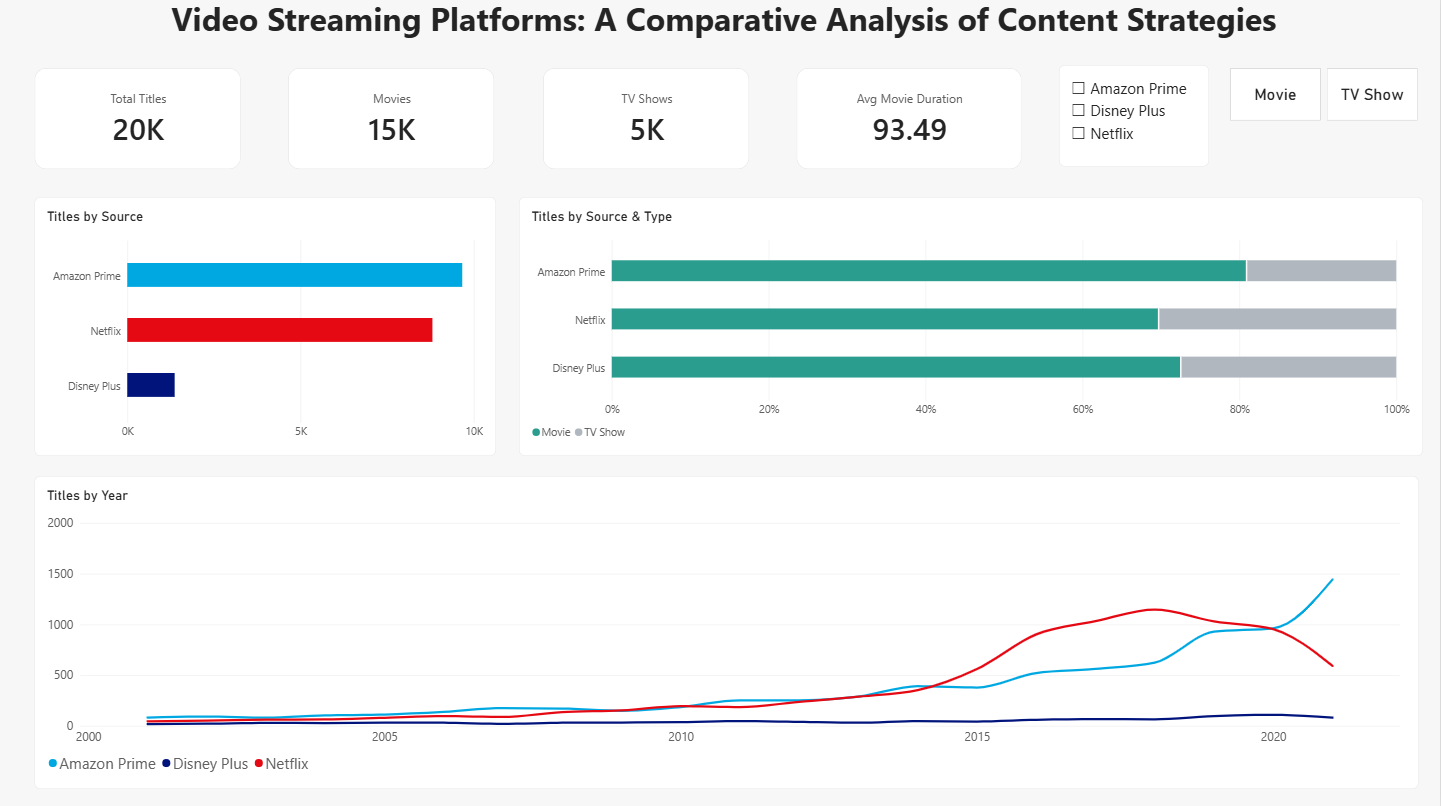 Video Streaming Platforms: A Comparative Analysis of Content Strategies
Total Titles
20K
Movies
15K
TV Shows
5K
Avg Movie Duration
93.49
Amazon Prime
Disney Plus
Netflix
Movie
TV Show
Titles by Source
Amazon Prime
Netflix
Disney Plus
0K 5K 10K
Titles by Source & Type
Amazon Prime
Netflix
Disney Plus
0% 20% 40% 60% 80% 100%
Movie TV Show
Titles by Year
2000
1500
1000
500
0
2000 2005 2010 2015 2020
Amazon Prime Disney Plus Netflix